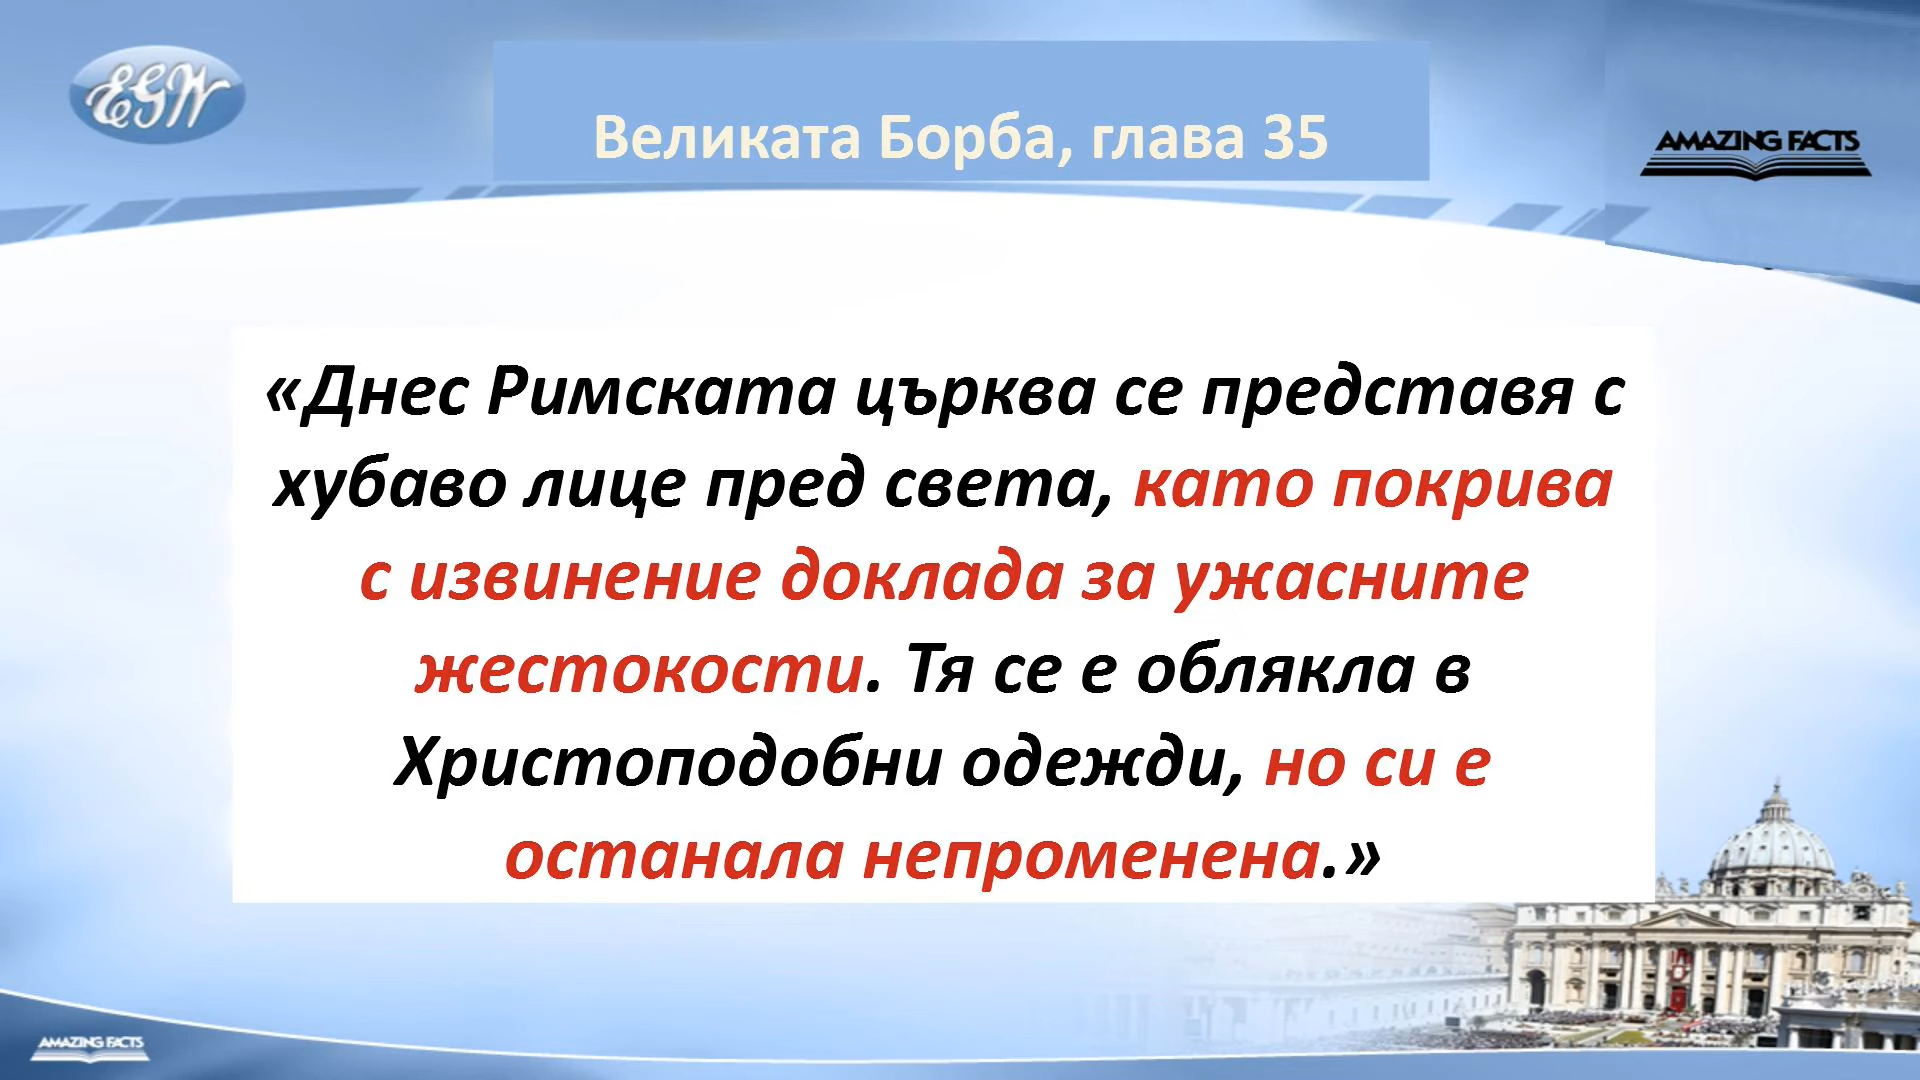 EGW
Великата Борба, глава 35
AMAZING FACTS
«Днес Римската църква се представя с
хубаво лице пред света, като покрива
с извинение доклада за ужасните
жестокости. Тя се е облякла в
Христоподобни одежди, но си е
останала непроменена.»
AMAZING FACTS